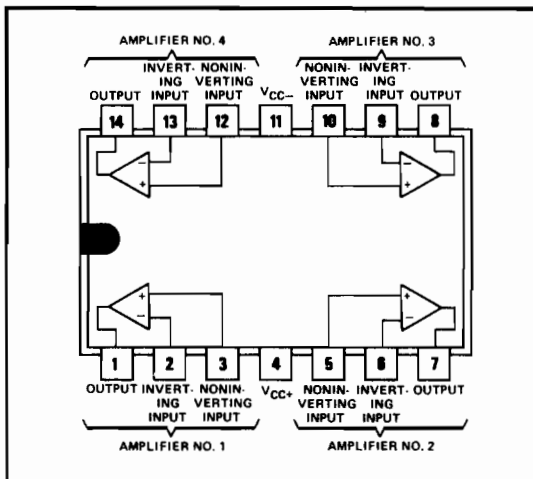 AMPLIFIER NO. 4 AMPLIFIER NO. 3
INVERT- NONIN- NONIN- INVERT-
ING VERTING VCC− VERTING ING
OUTPUT INPUT INPUT INPUT INPUT OUTPUT
14 13 12 11 10 9 8
− −
+ +
+ +
− −
1 2 3 4 5 6 7
OUTPUT INVERT- NONIN- VCC+ NONIN- INVERT- OUTPUT
ING VERTING VERTING ING
INPUT INPUT INPUT INPUT
AMPLIFIER NO. 1 AMPLIFIER NO. 2